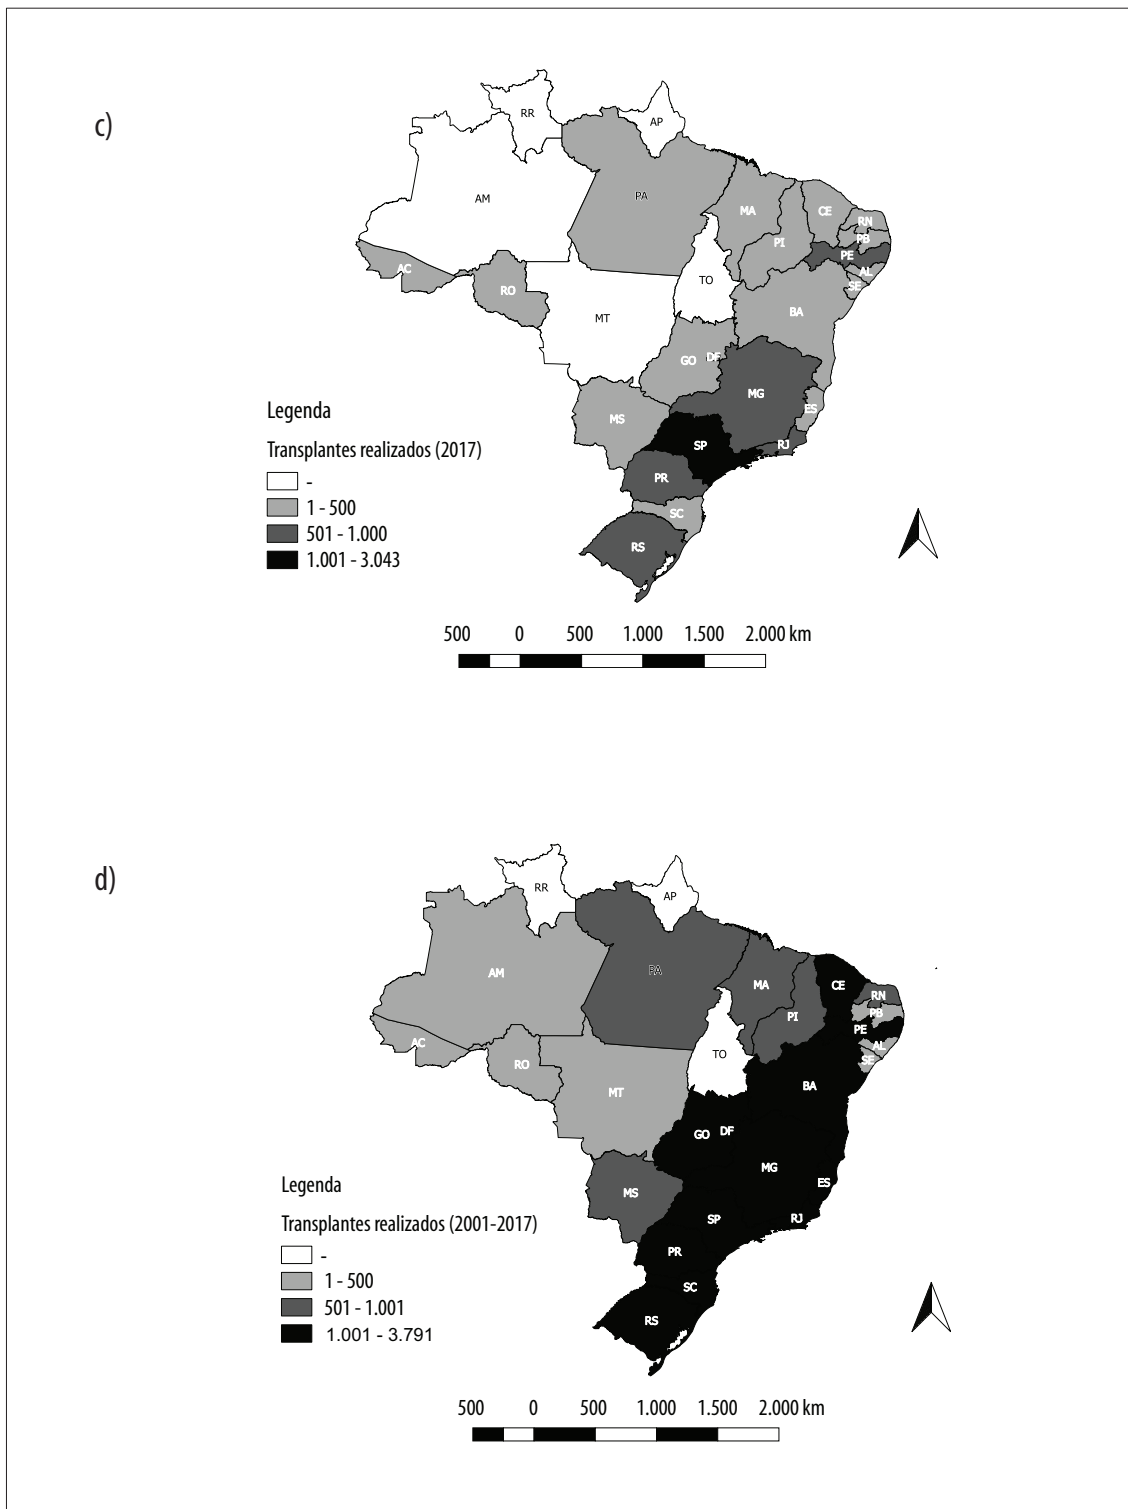 c)
RR
AP
AM
PA
MA
CE
RN
PB
PI
PE
AL
SE
AC
RO
TO
BA
MT
GO
DF
MG
ES
MS
SP
RJ
PR
SC
RS
Legenda
Transplantes realizados (2017)
-
1 - 500
501 - 1.000
1.001 - 3.043
500 0 500 1.000 1.500 2.000 km
d)
RR
AP
AM
PA
MA
CE
RN
PB
PI
PE
AL
SE
AC
RO
TO
BA
MT
GO
DF
MG
ES
MS
SP
RJ
PR
SC
RS
Legenda
Transplantes realizados (2001-2017)
-
1 - 500
501 - 1.001
1.001 - 3.791
500 0 500 1.000 1.500 2.000 km